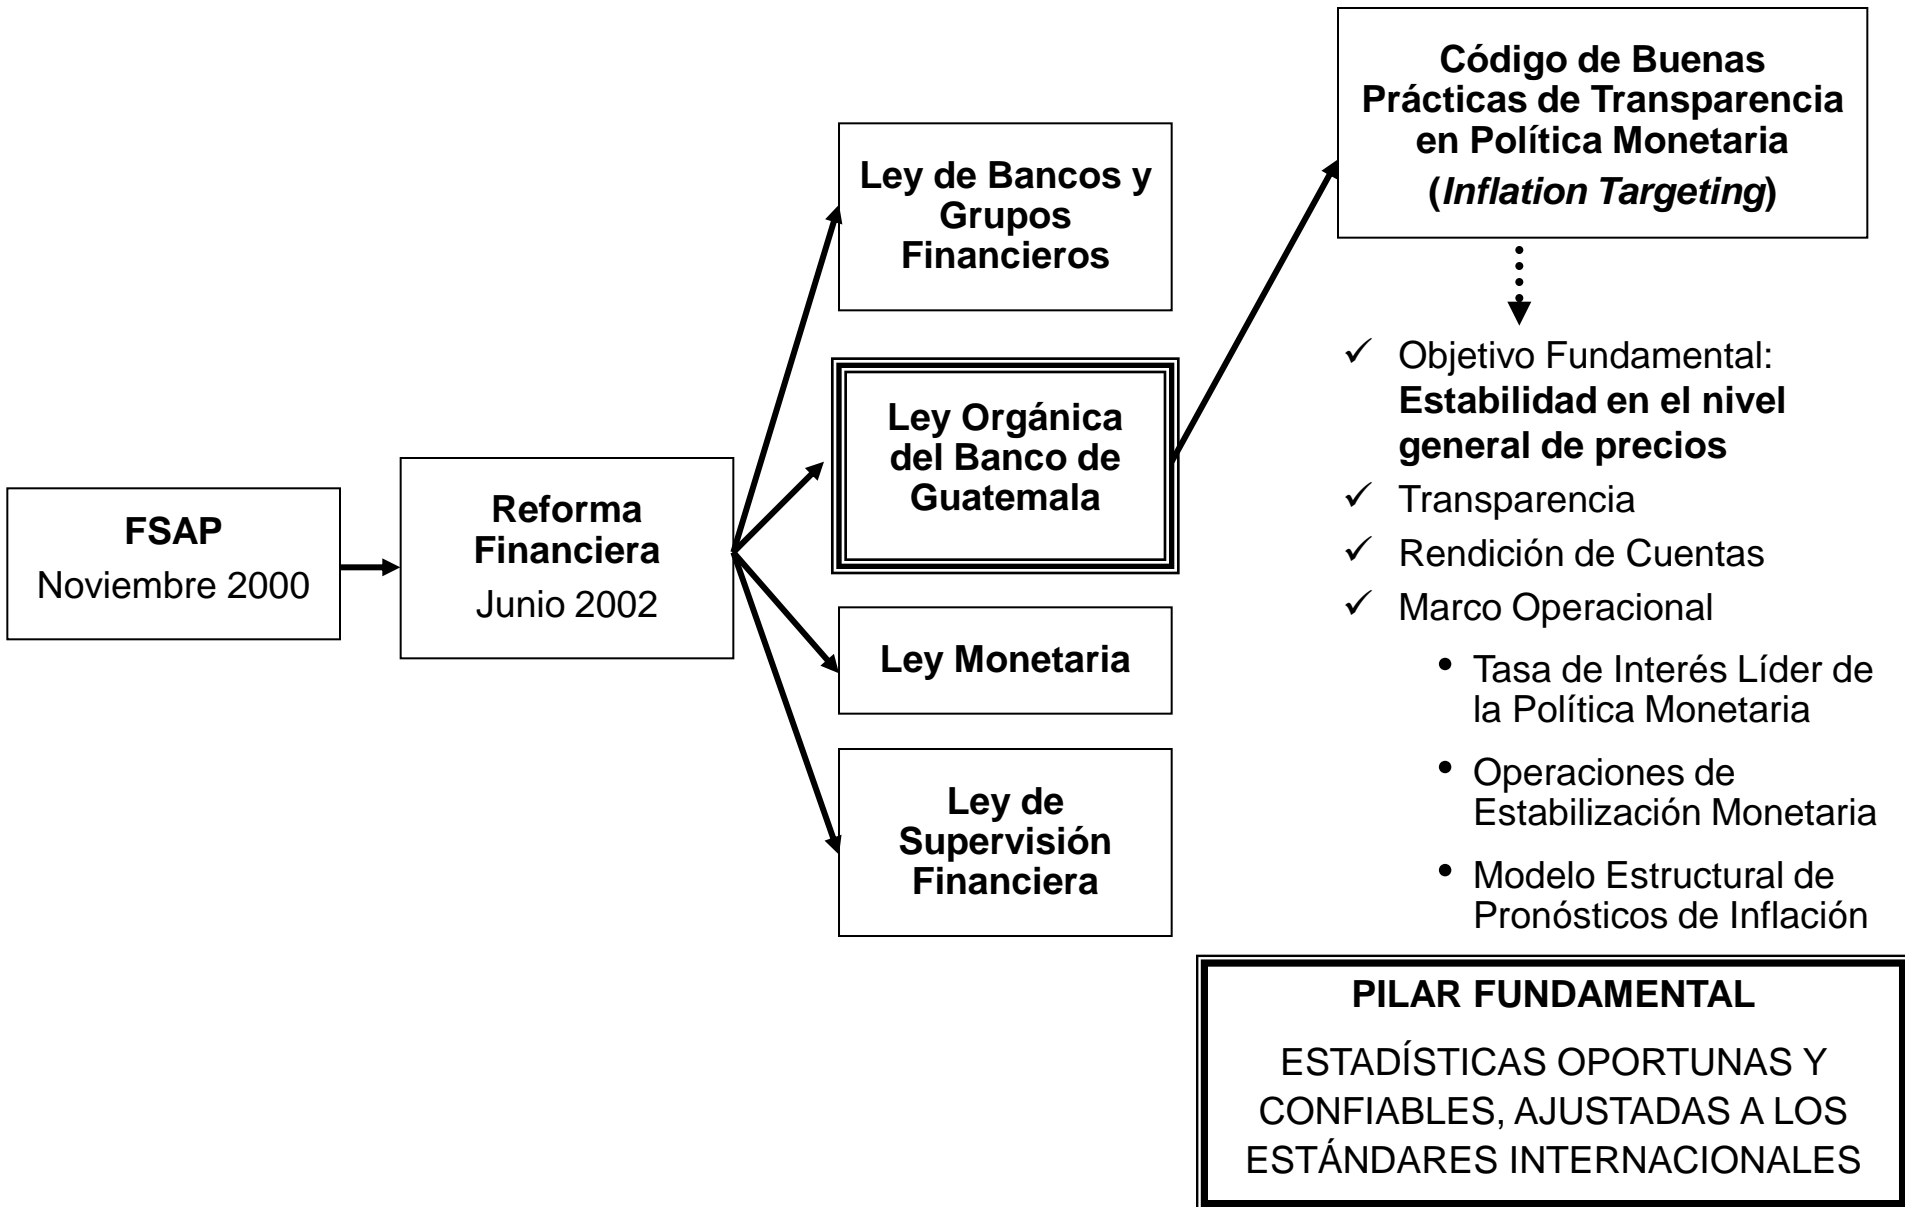 FSAP
Noviembre 2000
Reforma
Financiera
Junio 2002
Ley de Bancos y
Grupos
Financieros
Ley Orgánica
del Banco de
Guatemala
Ley Monetaria
Ley de
Supervisión
Financiera
Código de Buenas
Prácticas de Transparencia
en Política Monetaria
(Inflation Targeting)
✓ Objetivo Fundamental:
Estabilidad en el nivel
general de precios
✓ Transparencia
✓ Rendición de Cuentas
✓ Marco Operacional
• Tasa de Interés Líder de
la Política Monetaria
• Operaciones de
Estabilización Monetaria
• Modelo Estructural de
Pronósticos de Inflación
PILAR FUNDAMENTAL
ESTADÍSTICAS OPORTUNAS Y
CONFIABLES, AJUSTADAS A LOS
ESTÁNDARES INTERNACIONALES